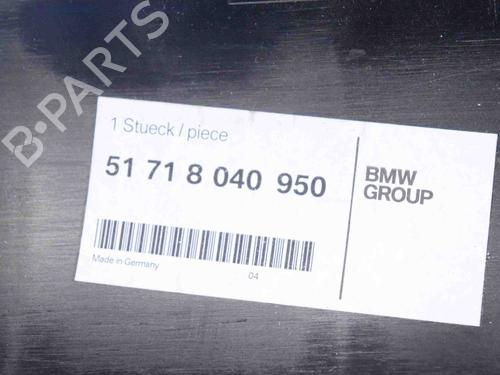 B·PARTS
1 Stueck / piece
51 71 8 040 950
BMW
GROUP
Made in Germany
04